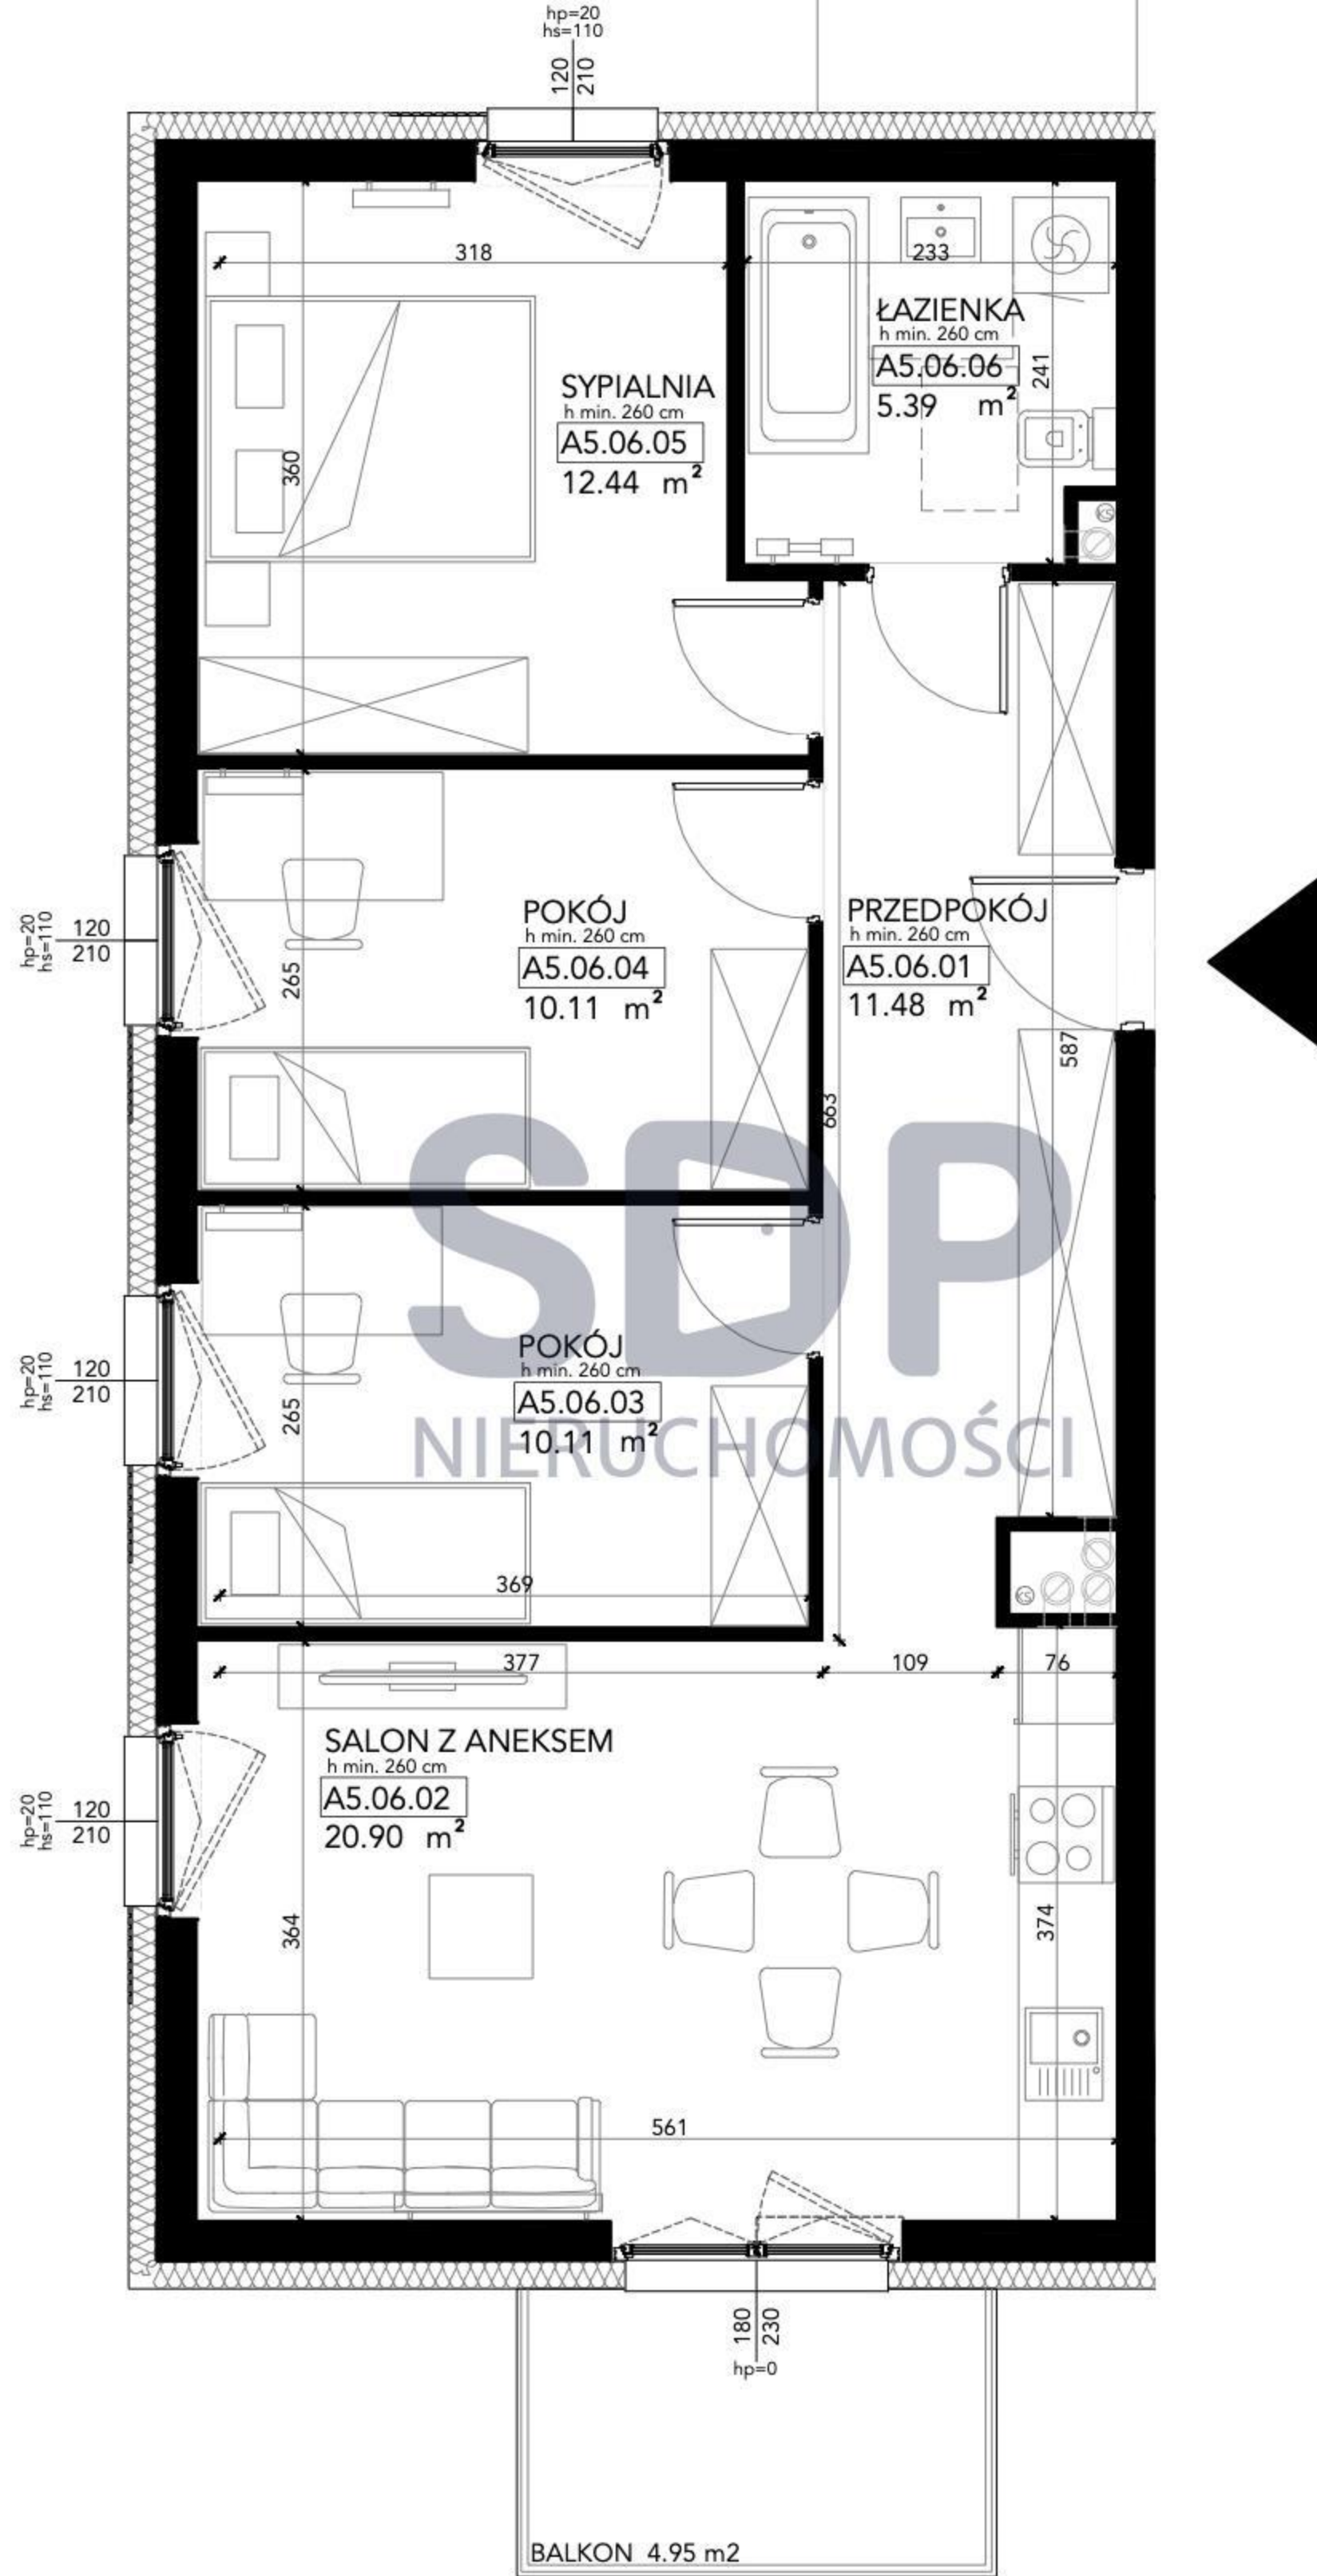 hp=20
hs=110
120
210
318
233
ŁAZIENKA
h min. 260 cm
A5.06.06
5.39 m²
241
SYPIALNIA
h min. 260 cm
A5.06.05
12.44 m²
360
KS
POKÓJ
h min. 260 cm
A5.06.04
10.11 m²
PRZEDPOKÓJ
h min. 260 cm
A5.06.01
11.48 m²
hp=20
hs=110
120
210
265
587
663
SDP
NIERUCHOMOŚCI
POKÓJ
h min. 260 cm
A5.06.03
10.11 m²
hp=20
hs=110
120
210
265
369
KS
377
109
76
SALON Z ANEKSEM
h min. 260 cm
A5.06.02
20.90 m²
hp=20
hs=110
120
210
364
374
561
180
230
hp=0
BALKON 4.95 m2